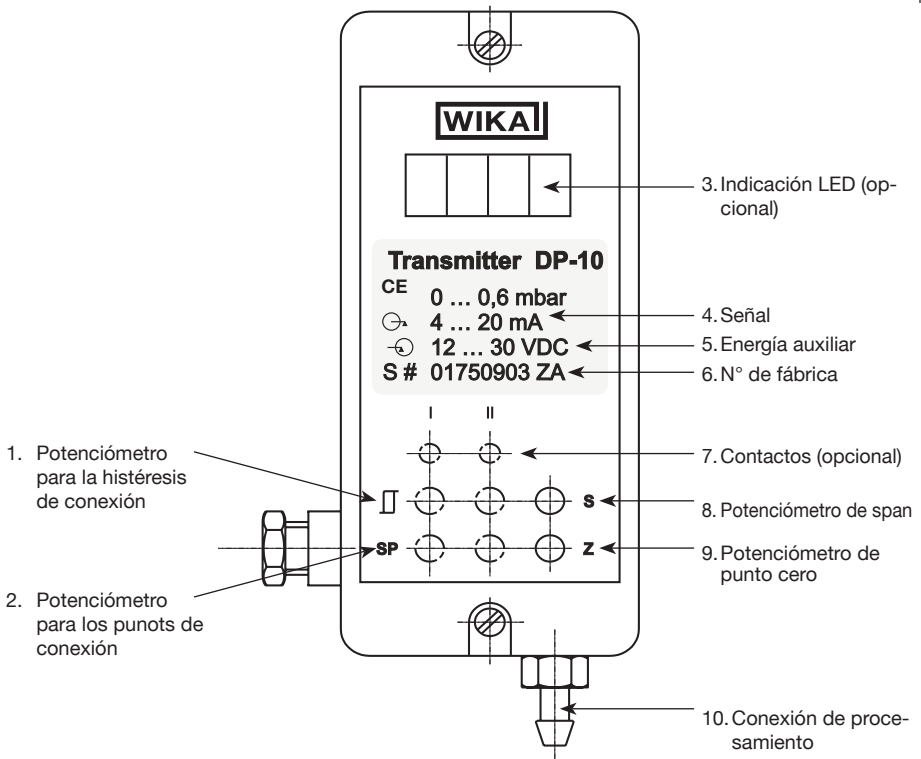 WIKA
3. Indicación LED (op-
cional)
Transmitter DP-10
CE
0 ... 0,6 mbar
4 ... 20 mA
4. Señal
12 ... 30 VDC
5. Energía auxiliar
S # 01750903 ZA
6. N° de fábrica
I II
1. Potenciómetro
para la histéresis
de conexión
7. Contactos (opcional)
S
8. Potenciómetro de span
SP
Z
9. Potenciómetro de
punto cero
2. Potenciómetro
para los punots de
conexión
10. Conexión de proce-
samiento